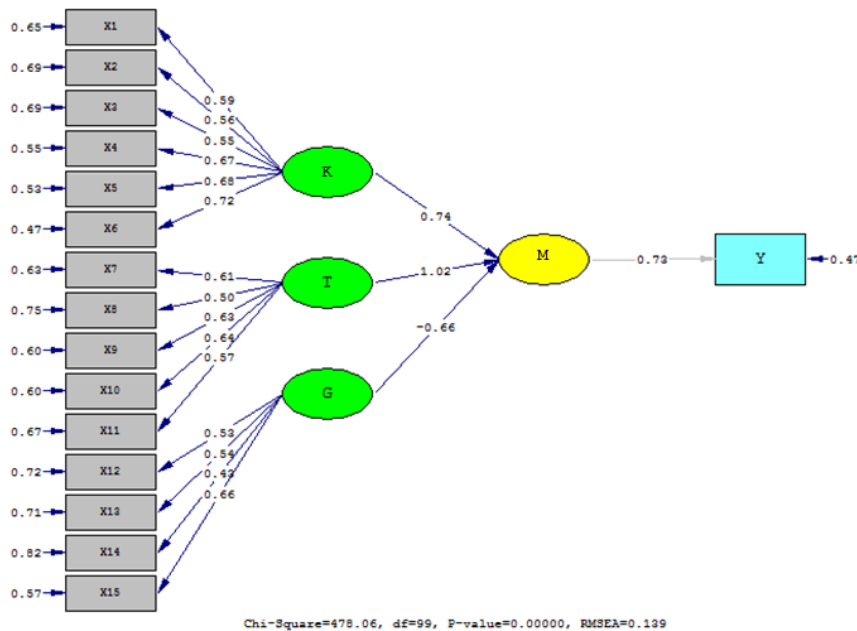 0.65 X1
0.69 X2
0.59
0.69 X3
0.56
0.55
0.55 X4
0.67
K
0.53 X5
0.68
0.72
0.47 X6
0.74
0.63 X7
0.61
M
0.73
Y
0.47
0.75 X8
0.50
T
1.02
0.63
0.60 X9
0.64
0.57
-0.66
0.60 X10
G
0.67 X11
0.53
0.54
0.72 X12
0.43
0.66
0.71 X13
0.82 X14
0.57 X15
Chi-Square=478.06, df=99, P-value=0.00000, RMSEA=0.139